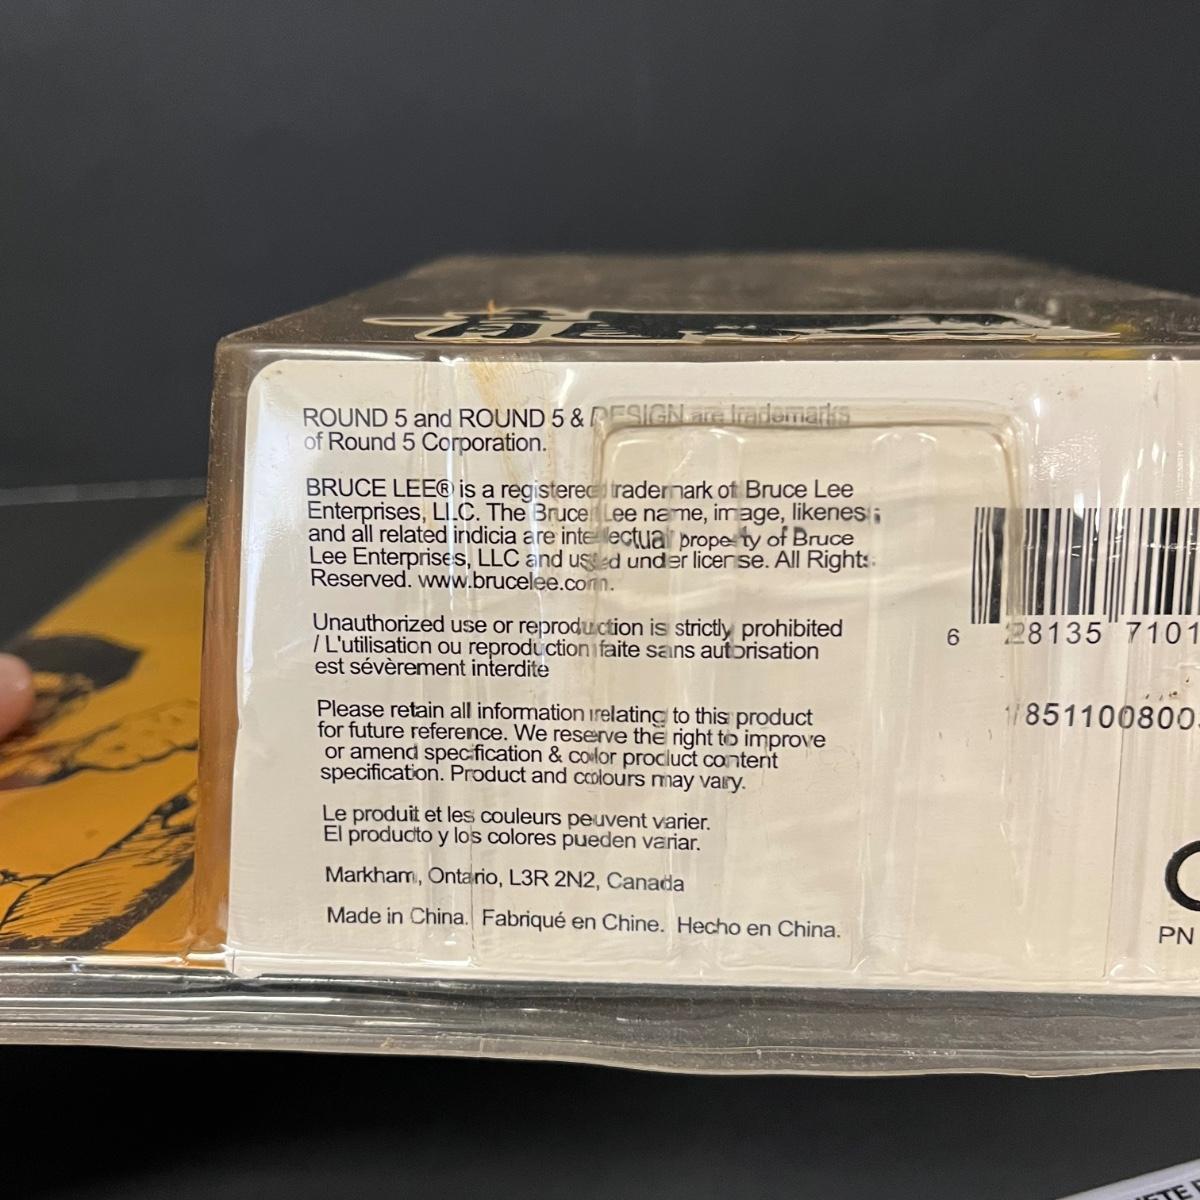 ROUND 5 and ROUND 5 & DESIGN are trademarks
of Round 5 Corporation.
BRUCE LEE® is a registered trademark of Bruce Lee
Enterprises, LLC. The Bruce Lee name, image, likeness
and all related indicia are intellectual property of Bruce
Lee Enterprises, LLC and used under license. All Rights
Reserved. www.brucelee.com.
Unauthorized use or reproduction is strictly prohibited
/ L'utilisation ou reproduction faite sans autorisation
est sévèrement interdite
Please retain all information relating to this product
for future reference. We reserve the right to improve
or amend specification & color product content
specification. Product and colours may vary.
Le produit et les couleurs peuvent varier.
El producto y los colores pueden variar.
Markham, Ontario, L3R 2N2, Canada
Made in China. Fabriqué en Chine. Hecho en China.
6 28135 7101
1851100800
PN